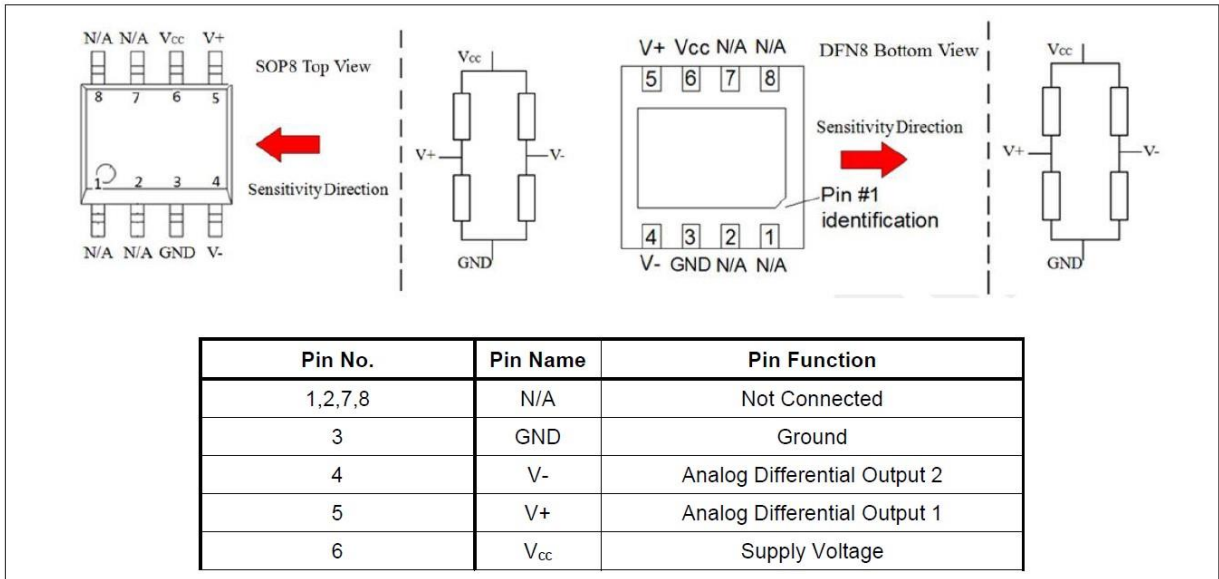 N/A N/A Vcc V+
8 7 6 5
SOP8 Top View
1 2 3 4
Sensitivity Direction
N/A N/A GND V-
Vcc
V+ V-
GND
V+ Vcc N/A N/A
5 6 7 8
DFN8 Bottom View
Sensitivity Direction
Pin #1
identification
4 3 2 1
V- GND N/A N/A
Vcc
V+ V-
GND
Pin No. Pin Name Pin Function
1,2,7,8 N/A Not Connected
3 GND Ground
4 V- Analog Differential Output 2
5 V+ Analog Differential Output 1
6 Vcc Supply Voltage